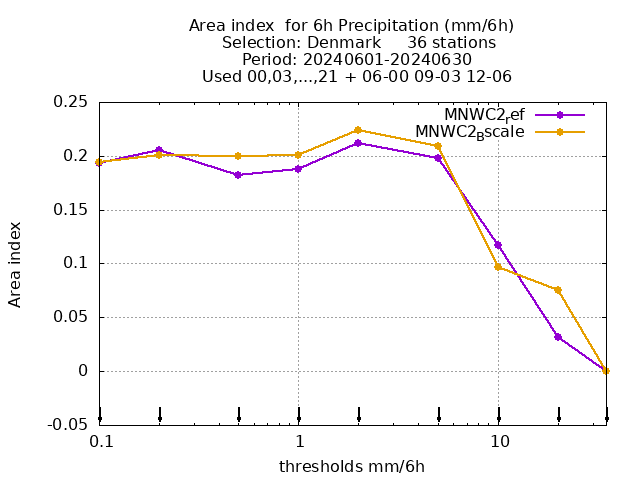 Area index  for 6h Precipitation (mm/6h)
Selection: Denmark     36 stations
Period: 20240601-20240630
Used 00,03,...,21 + 06-00 09-03 12-06
MNWC2ref
MNWC2Bscale
0.25
0.2
0.15
0.1
0.05
0
-0.05
Area index
0.1
1
10
thresholds mm/6h